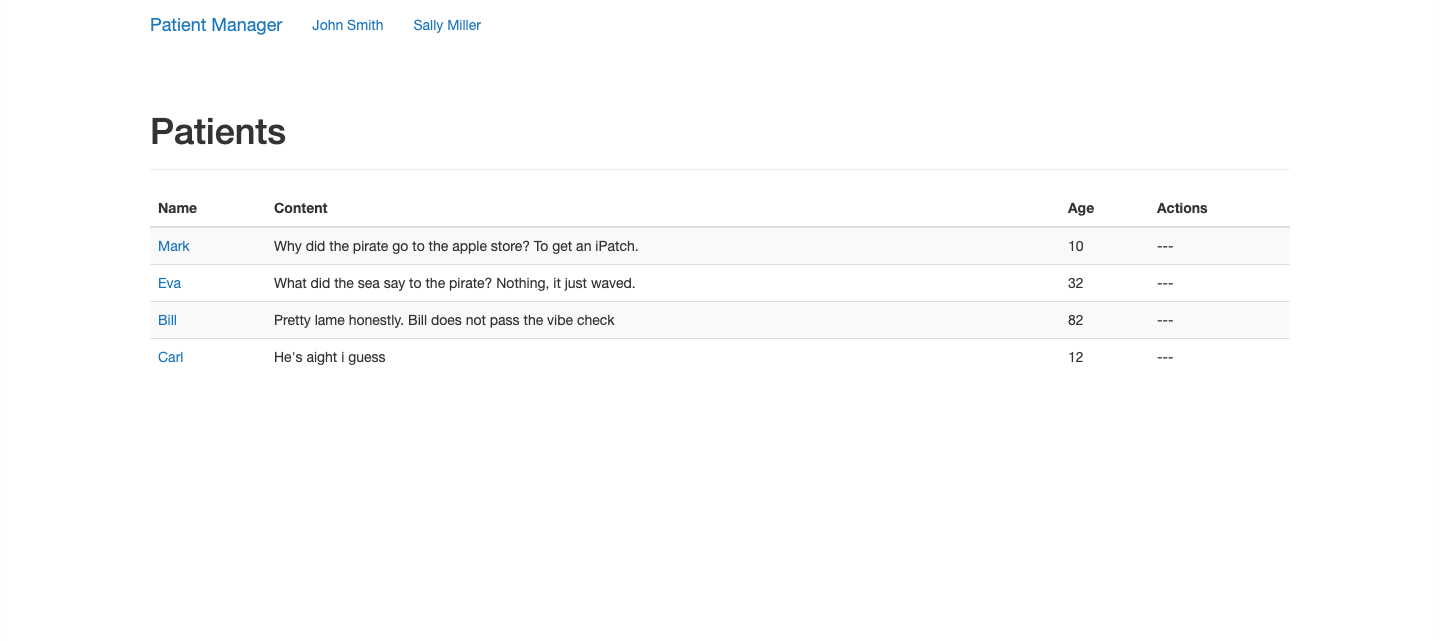 Patient Manager John Smith Sally Miller
Patients
Name Content Age Actions
Mark Why did the pirate go to the apple store? To get an iPatch. 10 ---
Eva What did the sea say to the pirate? Nothing, it just waved. 32 ---
Bill Pretty lame honestly. Bill does not pass the vibe check 82 ---
Carl He's aight i guess 12 ---